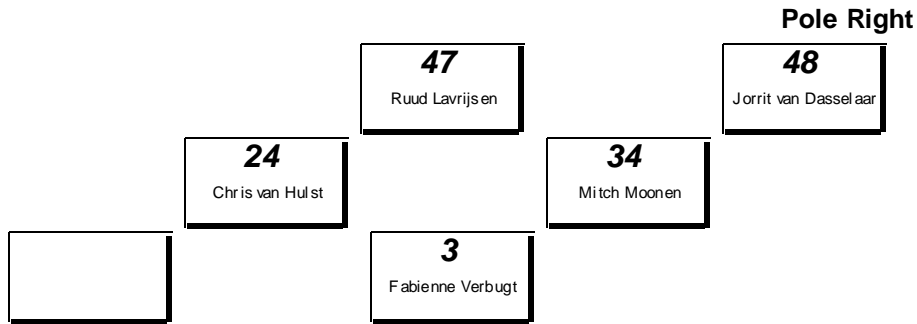 Pole Right
47
Ruud Lavrijsen
48
Jorrit van Dasselaar
24
Chris van Hulst
34
Mitch Moonen
3
Fabienne Verbugt